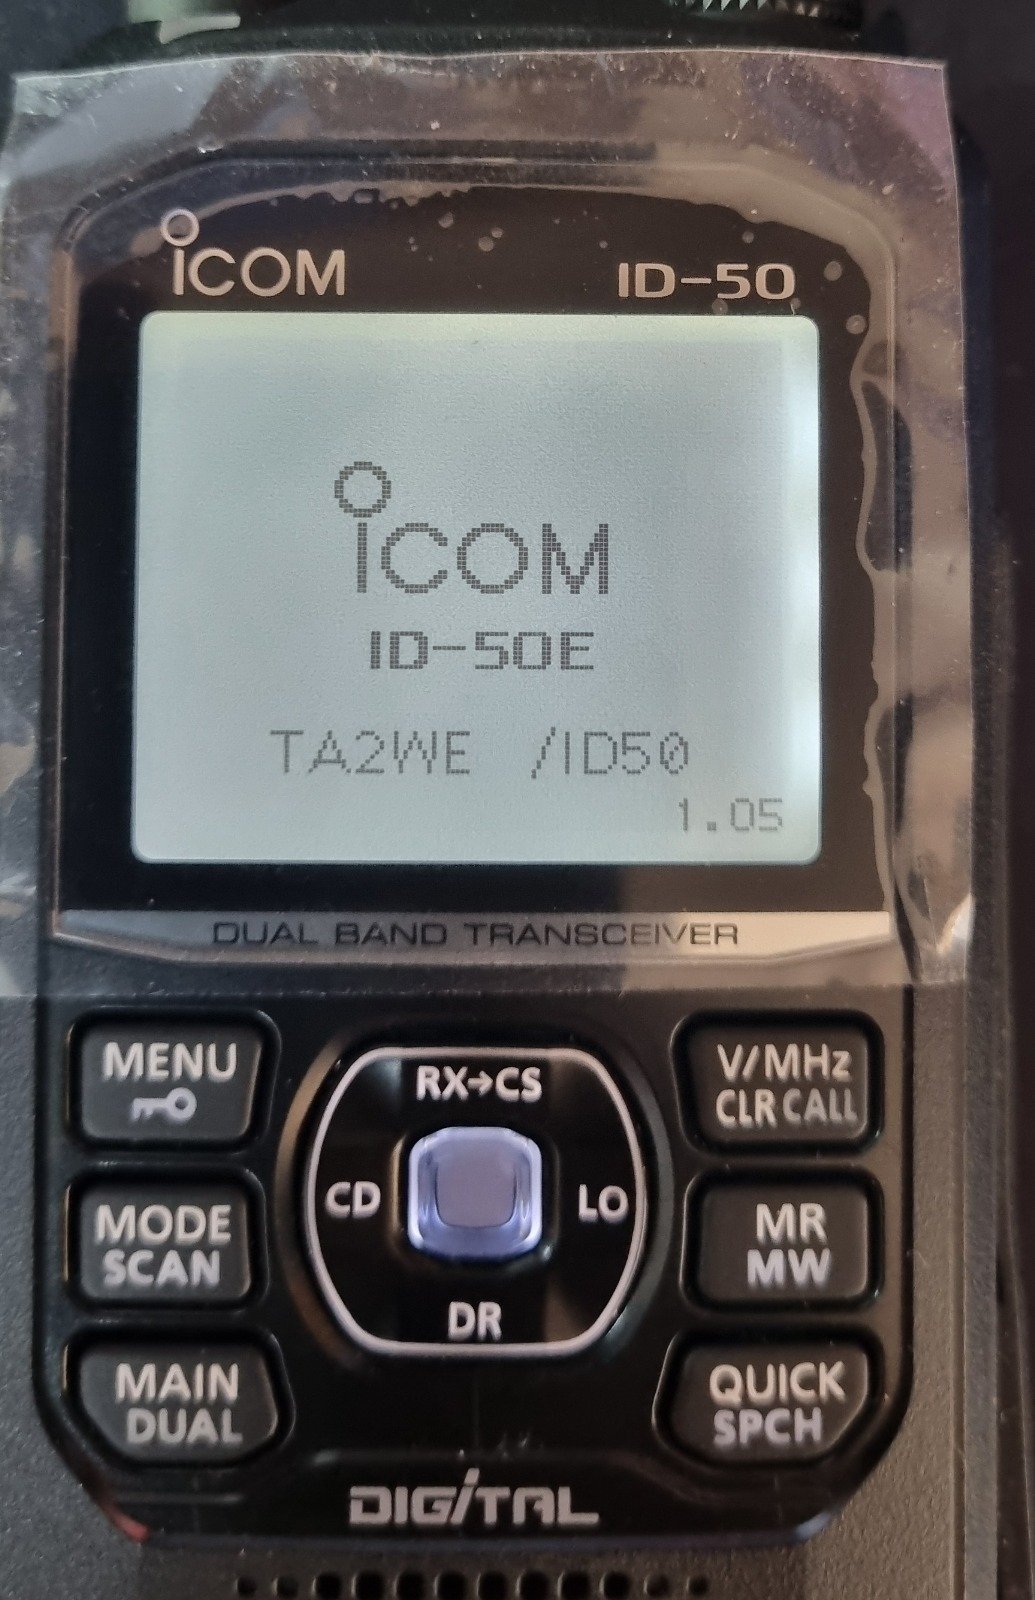 ICOM ID-50
ICOM
ID-50E
TA2WE /ID50
1.05
DUAL BAND TRANSCEIVER
MENU RX→CS V/MHz
CLR CALL
CD LO
MODE MR
SCAN MW
DR
MAIN QUICK
DUAL SPCH
DIGITAL